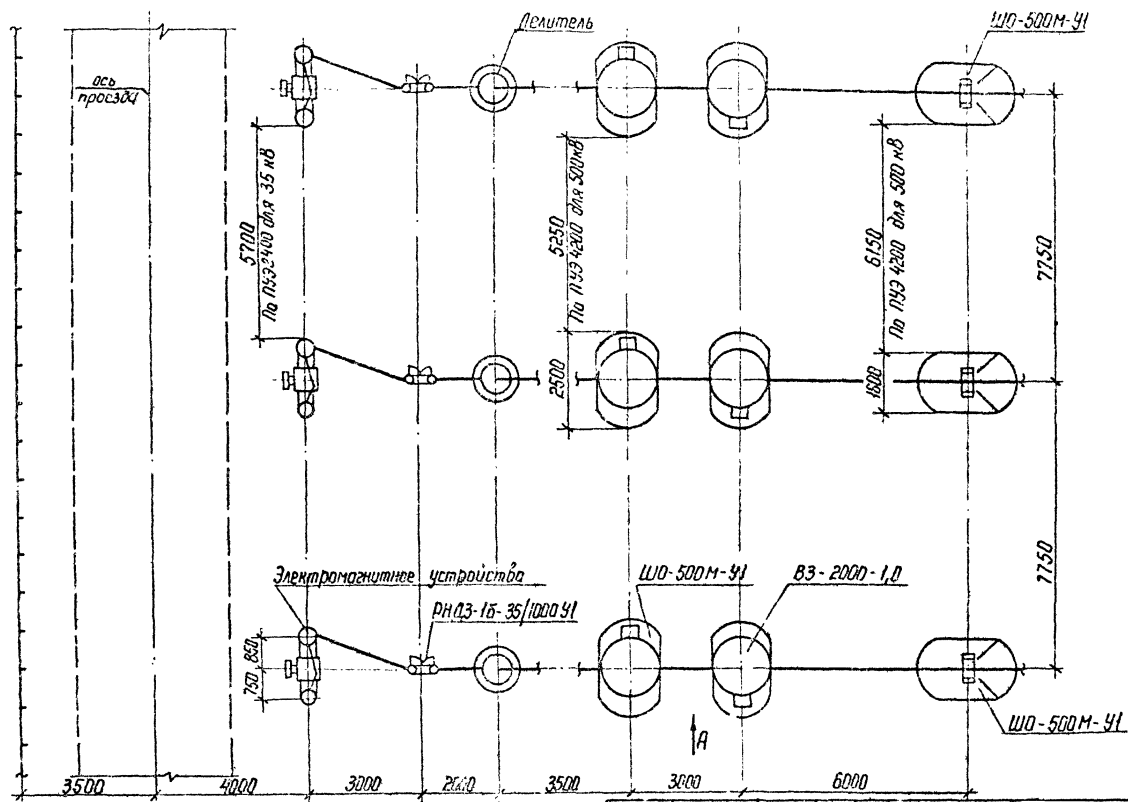 Делитель
ШО-500М-У1
ось
проезда
5700
По ПУЭ 2400 для 35 кВ
5250
По ПУЭ 4200 для 500кВ
6150
По ПУЭ 4200 для 500 кВ
7750
2500
1600
7750
Электромагнитное устройства
ШО-500М-У1
ВЗ-2000-1,0
РНДЗ-1б-35/1000 У1
850
750
А
ШО-500М-У1
3500
4000
3000
2000
3500
3000
6000